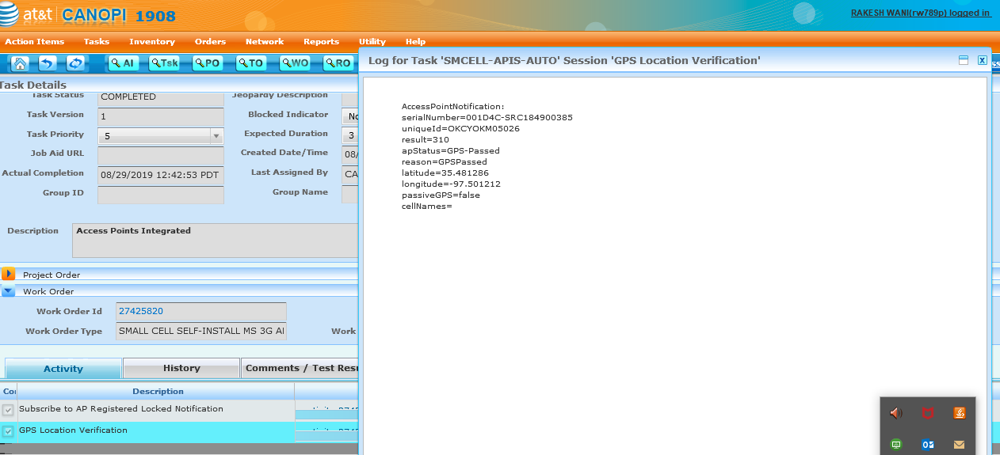 at&t CANOPI 1908
RAKESH WANI(rw789p) logged in
Action Items Tasks Inventory Orders Network Reports Utility Help
AI Tsk PO TO WO RO
Log for Task 'SMCELL-APIS-AUTO' Session 'GPS Location Verification'
Task Details
Task Status COMPLETED Jeopardy Description
Task Version 1 Blocked Indicator No
Task Priority 5 Expected Duration 3
Job Aid URL Created Date/Time 08/
Actual Completion 08/29/2019 12:42:53 PDT Last Assigned By CA
Group ID Group Name
Description Access Points Integrated
Project Order
Work Order
Work Order Id 27425820
Work Order Type SMALL CELL SELF-INSTALL MS 3G Work
Activity History Comments / Test Resu
Description
Subscribe to AP Registered Locked Notification
GPS Location Verification
AccessPointNotification:
serialNumber=001D4C-SRC184900385
uniqueId=OKCYOKM05026
result=310
apStatus=GPS-Passed
reason=GPSPassed
latitude=35.481286
longitude=-97.501212
passiveGPS=false
cellNames=